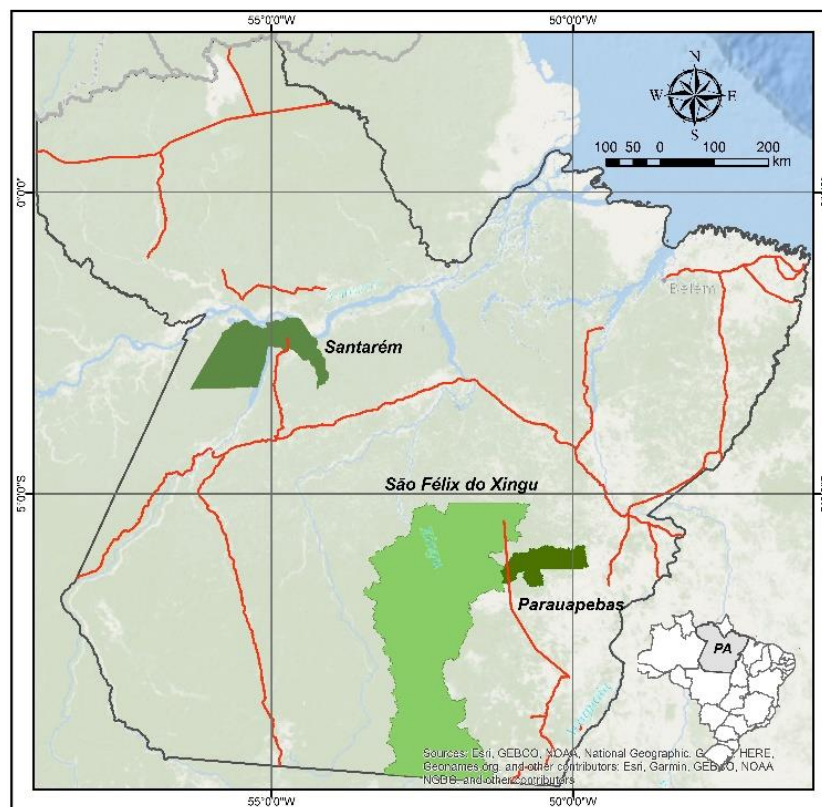 55°0'0"W
50°0'0"W
N
W
E
S
100 50 0 100 200
km
0°0'0"
Belém
Santarém
São Félix do Xingu
5°0'0"S
Xingu
Parauapebas
PA
Sources: Esri, GEBCO, NOAA, National Geographic, HERE,
Geonames.org, and other contributors; Esri, Garmin, GEBCO, NOAA
NGDC, and other contributors
55°0'0"W
50°0'0"W